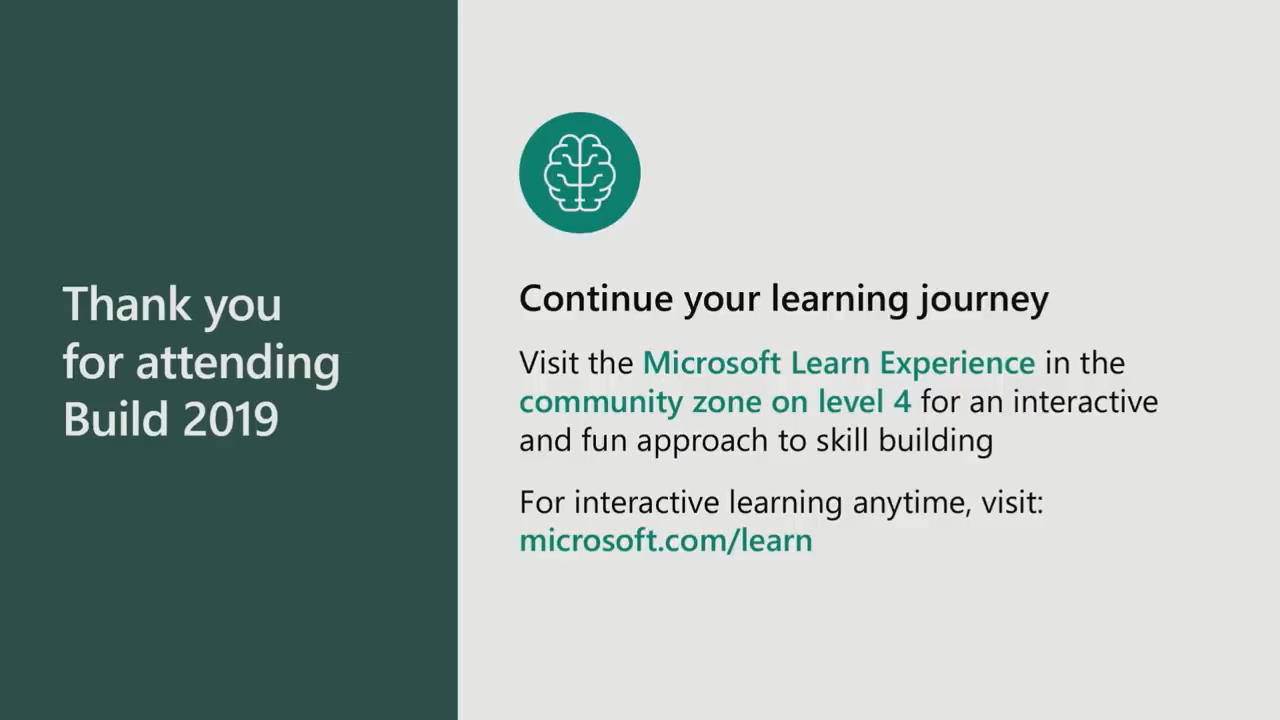 Thank you
for attending
Build 2019
Continue your learning journey
Visit the Microsoft Learn Experience in the
community zone on level 4 for an interactive
and fun approach to skill building
For interactive learning anytime, visit:
microsoft.com/learn